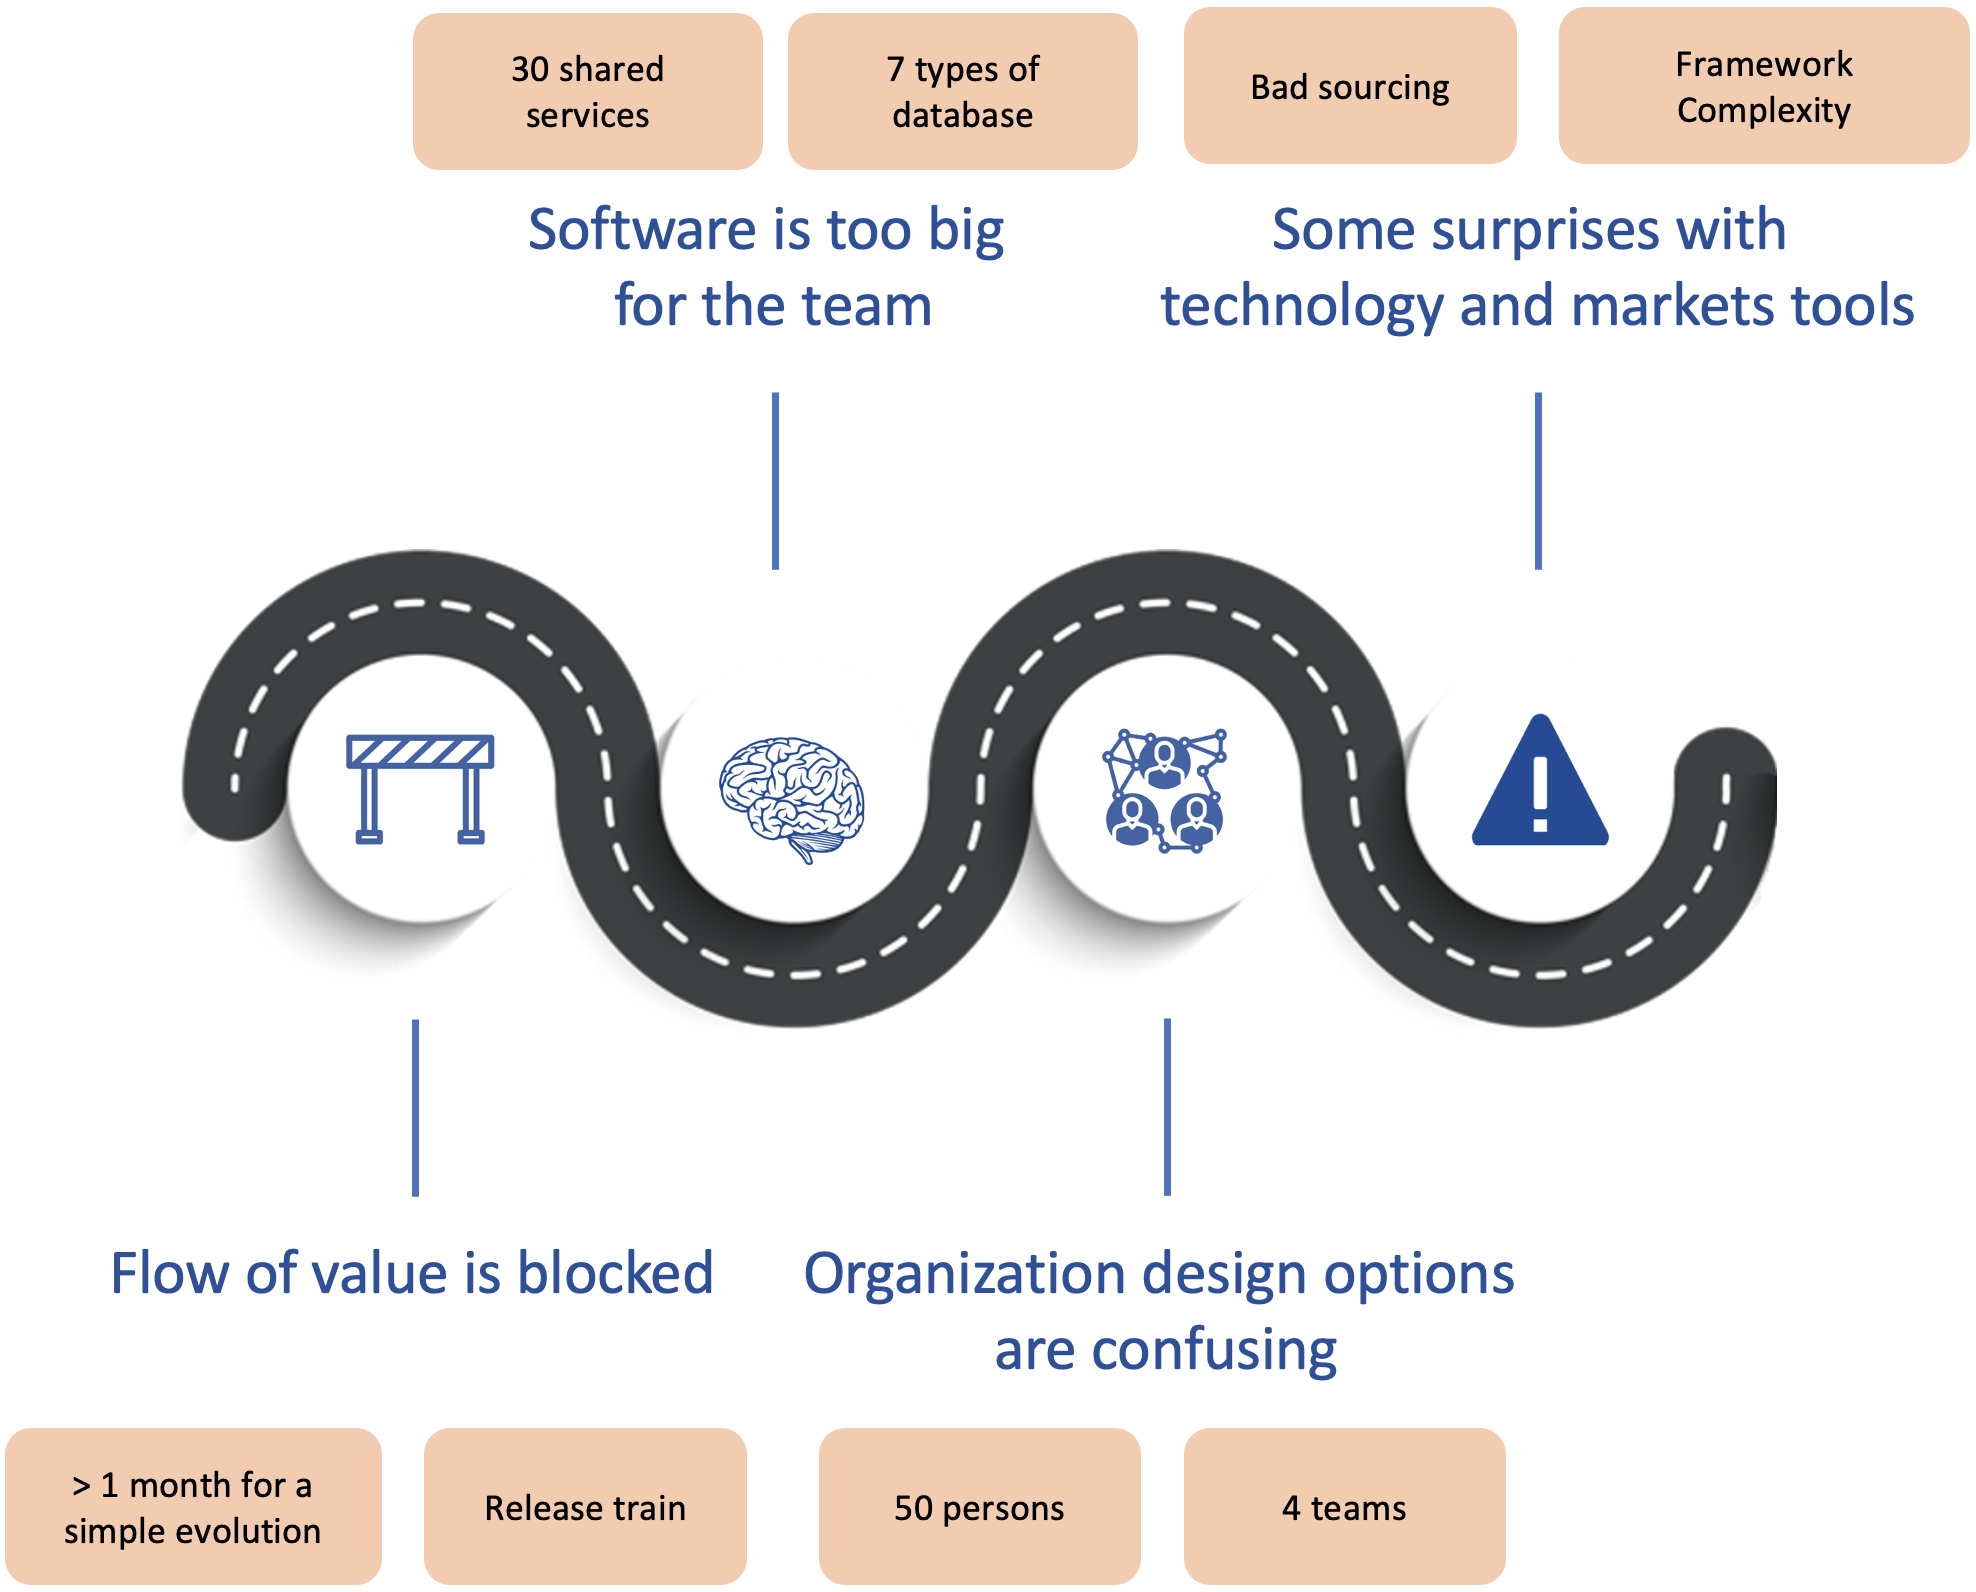 30 shared
services
7 types of
database
Bad sourcing
Framework
Complexity
Software is too big
for the team
Some surprises with
technology and markets tools
Flow of value is blocked
Organization design options
are confusing
> 1 month for a
simple evolution
Release train
50 persons
4 teams